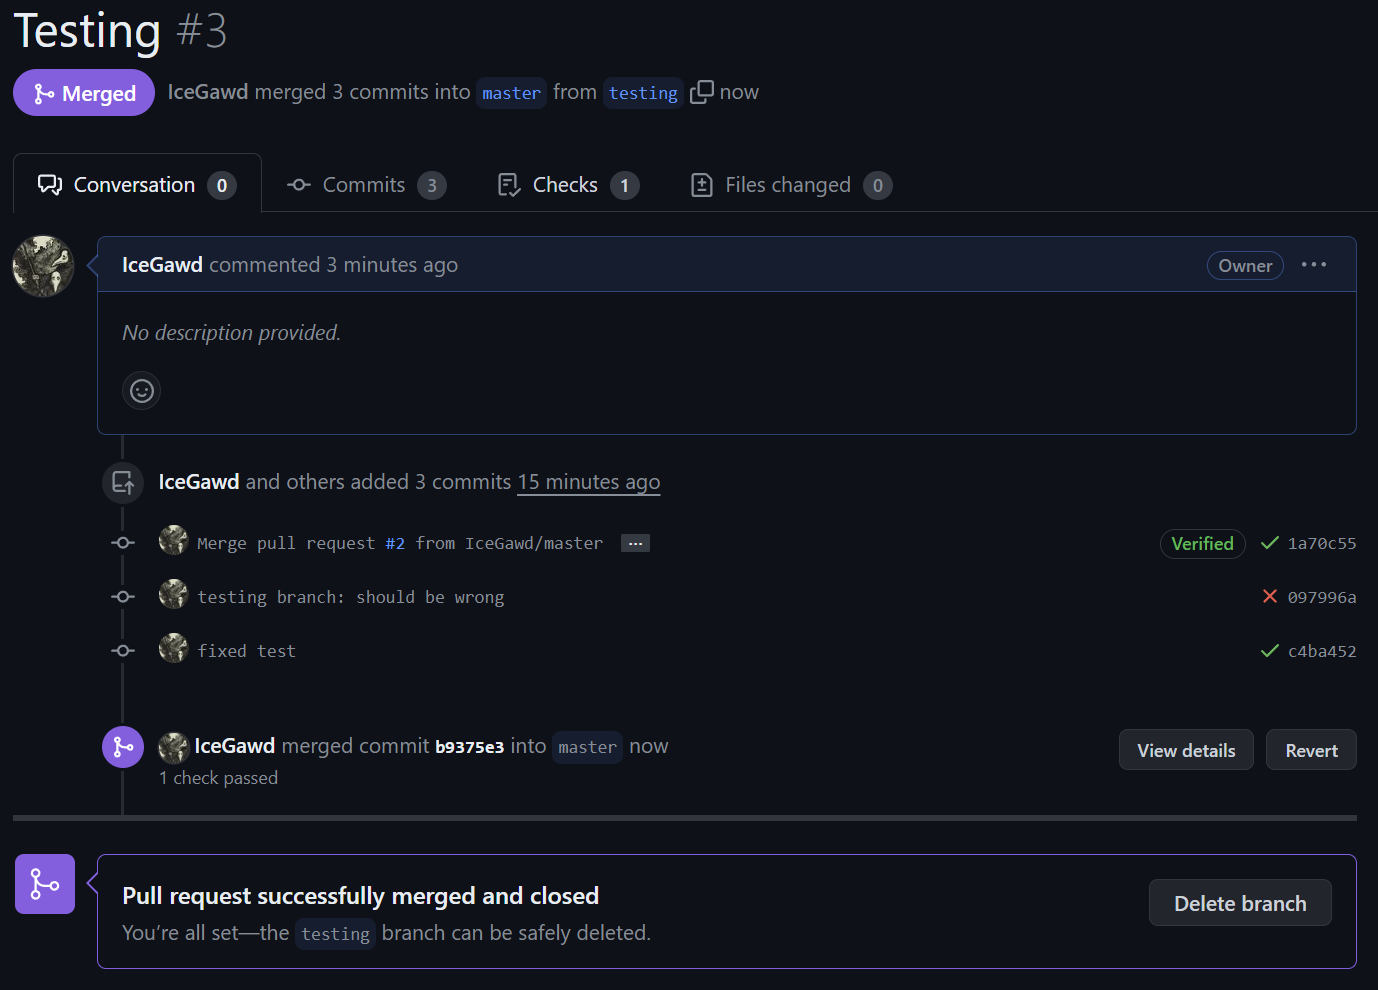 Testing #3
Merged IceGawd merged 3 commits into master from testing now
Conversation 0 Commits 3 Checks 1 Files changed 0
IceGawd commented 3 minutes ago Owner ...
No description provided.
IceGawd and others added 3 commits 15 minutes ago
Merge pull request #2 from IceGawd/master ... Verified 1a70c55
testing branch: should be wrong 097996a
fixed test c4ba452
IceGawd merged commit b9375e3 into master now View details Revert
1 check passed
Pull request successfully merged and closed
You're all set—the testing branch can be safely deleted.
Delete branch